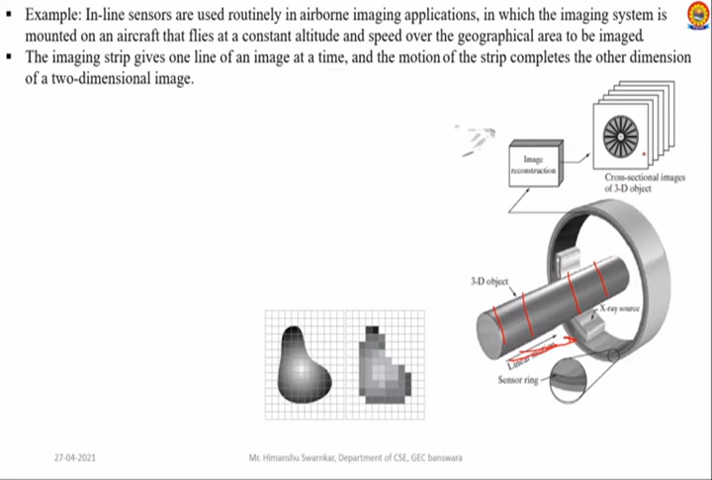 ▪ Example: In-line sensors are used routinely in airborne imaging applications, in which the imaging system is
mounted on an aircraft that flies at a constant altitude and speed over the geographical area to be imaged.
▪ The imaging strip gives one line of an image at a time, and the motion of the strip completes the other dimension
of a two-dimensional image.
Image
reconstruction
Cross-sectional images
of 3-D object
3-D object
X-ray source
Linear motion
Sensor ring
27-04-2021
Mr. Himanshu Swarnkar, Department of CSE, GEC banswara